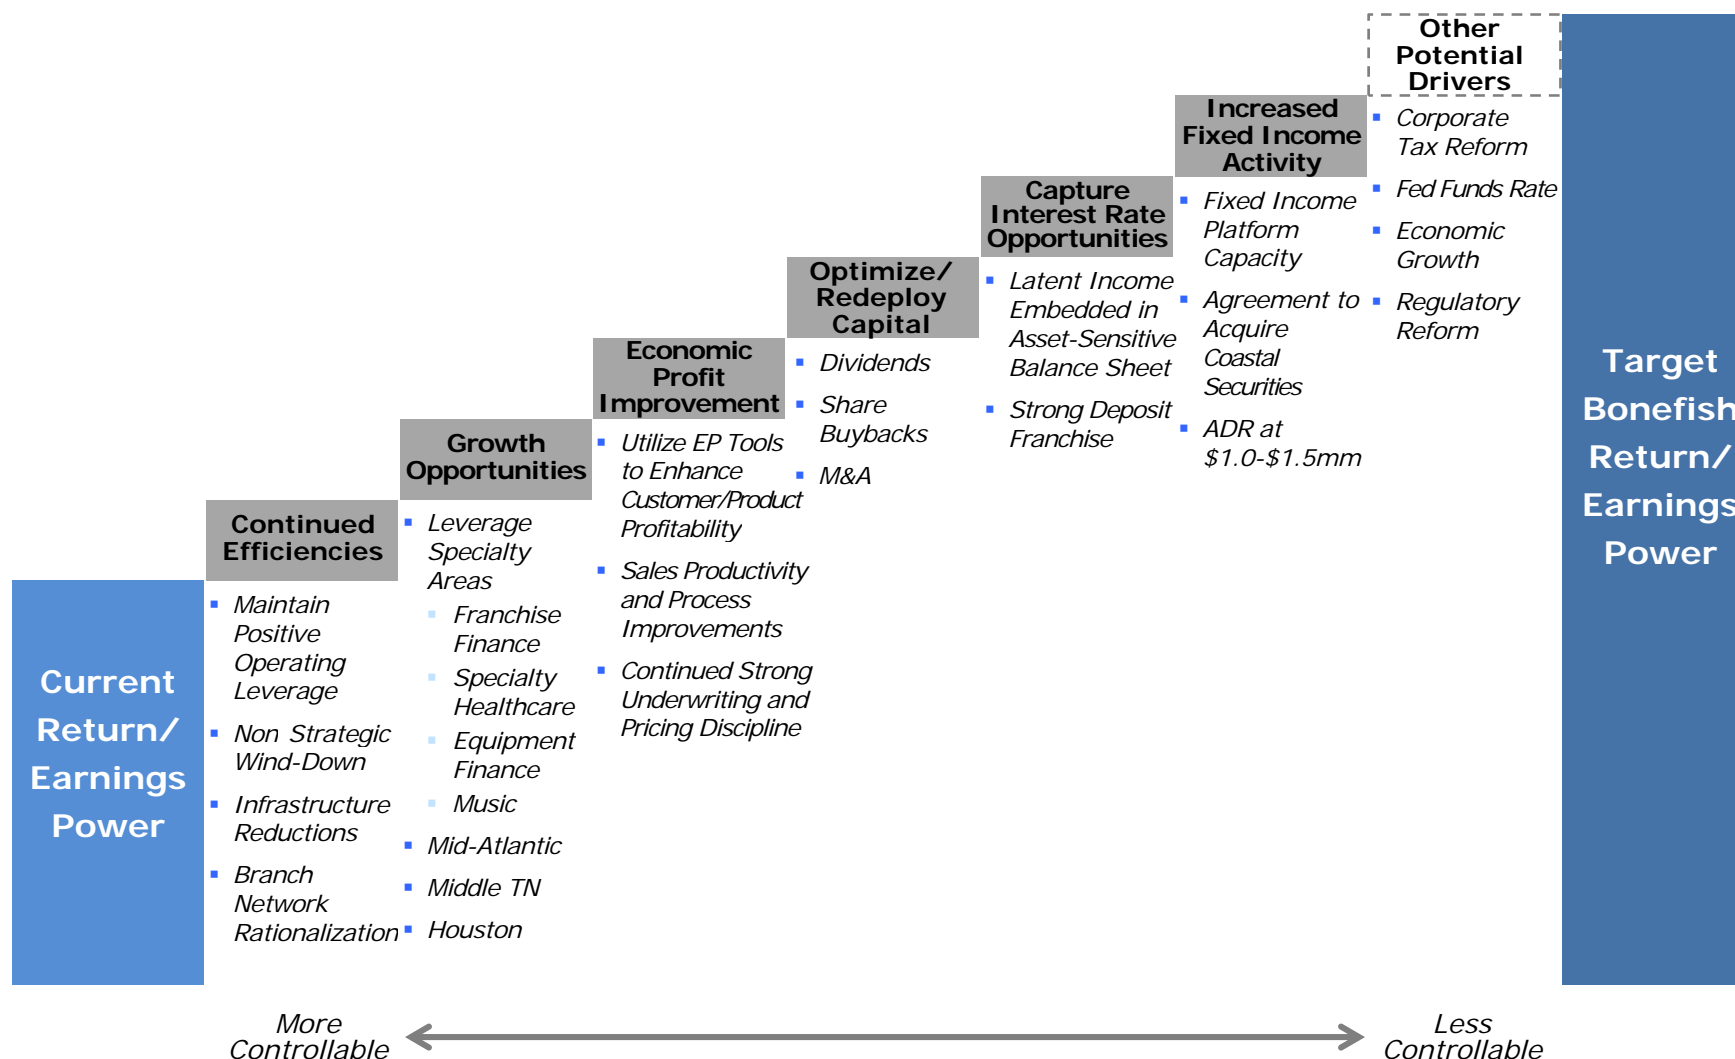 Current
Return/
Earnings
Power
Continued
Efficiencies
Maintain
Positive
Operating
Leverage
Non Strategic
Wind-Down
Infrastructure
Reductions
Branch
Network
Rationalization
Growth
Opportunities
Leverage
Specialty
Areas
Franchise
Finance
Specialty
Healthcare
Equipment
Finance
Music
Mid-Atlantic
Middle TN
Houston
Economic
Profit
Improvement
Utilize EP Tools
to Enhance
Customer/Product
Profitability
Sales Productivity
and Process
Improvements
Continued Strong
Underwriting and
Pricing Discipline
Optimize/
Redeploy
Capital
Dividends
Share
Buybacks
M&A
Capture
Interest Rate
Opportunities
Latent Income
Embedded in
Asset-Sensitive
Balance Sheet
Strong Deposit
Franchise
Increased
Fixed Income
Activity
Fixed Income
Platform
Capacity
Agreement to
Acquire
Coastal
Securities
ADR at
$1.0-$1.5mm
Other
Potential
Drivers
Corporate
Tax Reform
Fed Funds Rate
Economic
Growth
Regulatory
Reform
Target
Bonefish
Return/
Earnings
Power
More
Controllable
Less
Controllable